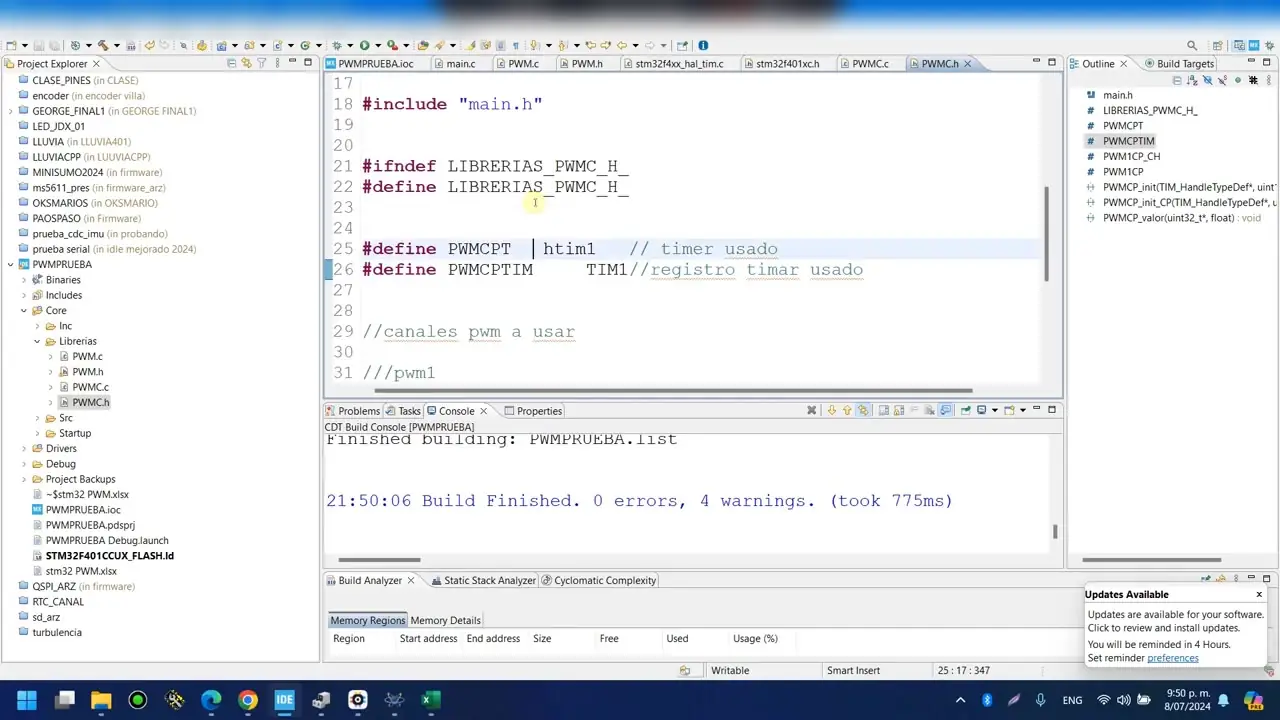 Project Explorer
CLASE_PINES (in CLASE)
encoder (in encoder villa)
GEORGE_FINAL1 (in GEORGE FINAL1)
LED_JDX_01
LLUVIA (in LLUVIA401)
LLUVIACPP (in LUUVIACPP)
MINISUMO2024 (in firmware)
ms5611_pres (in firmware_arz)
OKSMARIOS (in OKSMARIO)
PAOSPASO (in Firmware)
prueba_cdc_imu (in probando)
prueba serial (in idle mejorado 2024)
PWMPRUEBA
Binaries
Includes
Core
Inc
Librerias
PWM.c
PWM.h
PWMC.c
PWMC.h
Src
Startup
Drivers
Debug
Project Backups
~$stm32 PWM.xlsx
PWMPRUEBA.ioc
PWMPRUEBA.pdsprj
PWMPRUEBA Debug.launch
STM32F401CCUX_FLASH.ld
stm32 PWM.xlsx
QSPI_ARZ (in firmware)
RTC_CANAL
sd_arz
turbulencia
PWMPRUEBA.ioc main.c PWM.c PWM.h stm32f4xx_hal_tim.c stm32f401xc.h PWMC.c PWMC.h
17
18 #include "main.h"
19
20
21 #ifndef LIBRERIAS_PWMC_H_
22 #define LIBRERIAS_PWMC_H_
23
24
25 #define PWMCPT htim1 // timer usado
26 #define PWMCPTIM TIM1//registro timar usado
27
28
29 //canales pwm a usar
30
31 ///pwm1
Problems Tasks Console Properties
CDT Build Console [PWMPRUEBA]
Finished building: PWMPRUEBA.list
21:50:06 Build Finished. 0 errors, 4 warnings. (took 775ms)
Build Analyzer Static Stack Analyzer Cyclomatic Complexity
Memory Regions Memory Details
Region Start address End address Size Free Used Usage (%)
Outline Build Targets
main.h
# LIBRERIAS_PWMC_H_
# PWMCPT
# PWMCPTIM
# PWM1CP_CH
# PWM1CP
PWMCP_init(TIM_HandleTypeDef*, uint
PWMCP_init_CP(TIM_HandleTypeDef*, u
PWMCP_valor(uint32_t*, float) : void
Updates Available
Updates are available for your software.
Click to review and install updates.
You will be reminded in 4 Hours.
Set reminder preferences
Writable Smart Insert 25 : 17 : 347
IDE
ENG
9:50 p. m.
8/07/2024